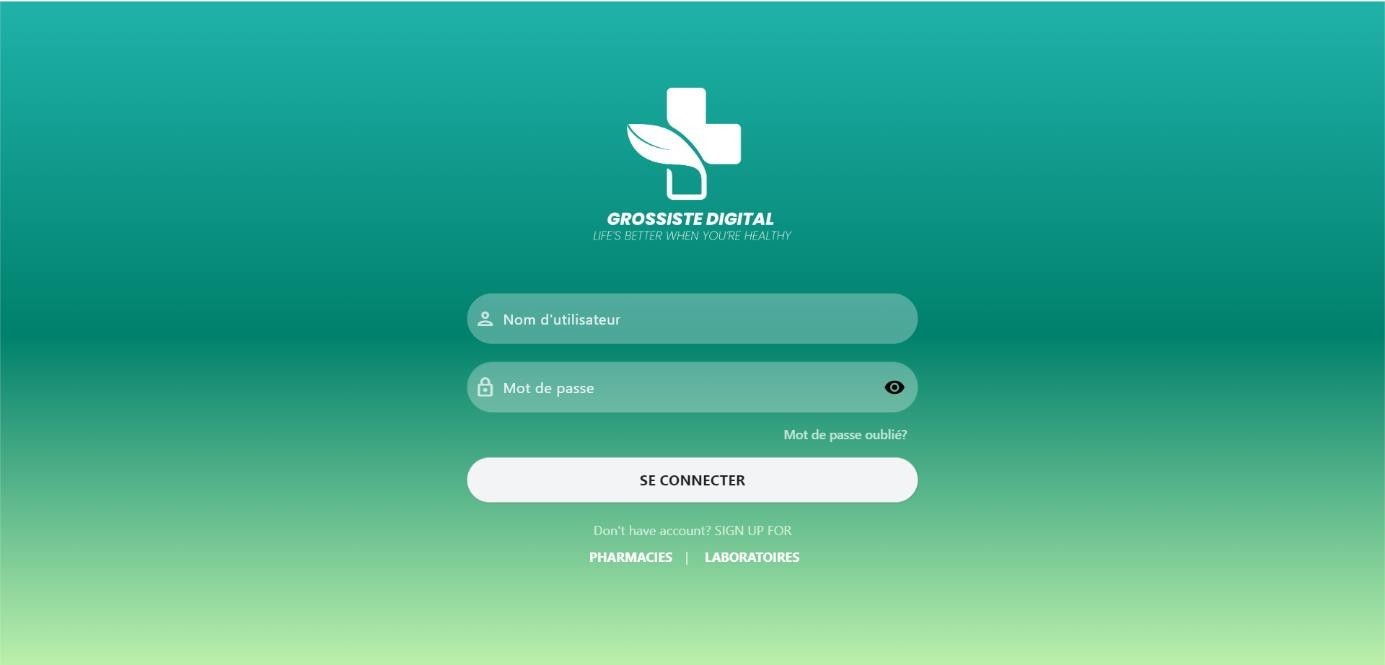 GROSSISTE DIGITAL
LIFE'S BETTER WHEN YOU'RE HEALTHY
Nom d'utilisateur
Mot de passe
Mot de passe oublié?
SE CONNECTER
Don't have account? SIGN UP FOR
PHARMACIES | LABORATOIRES